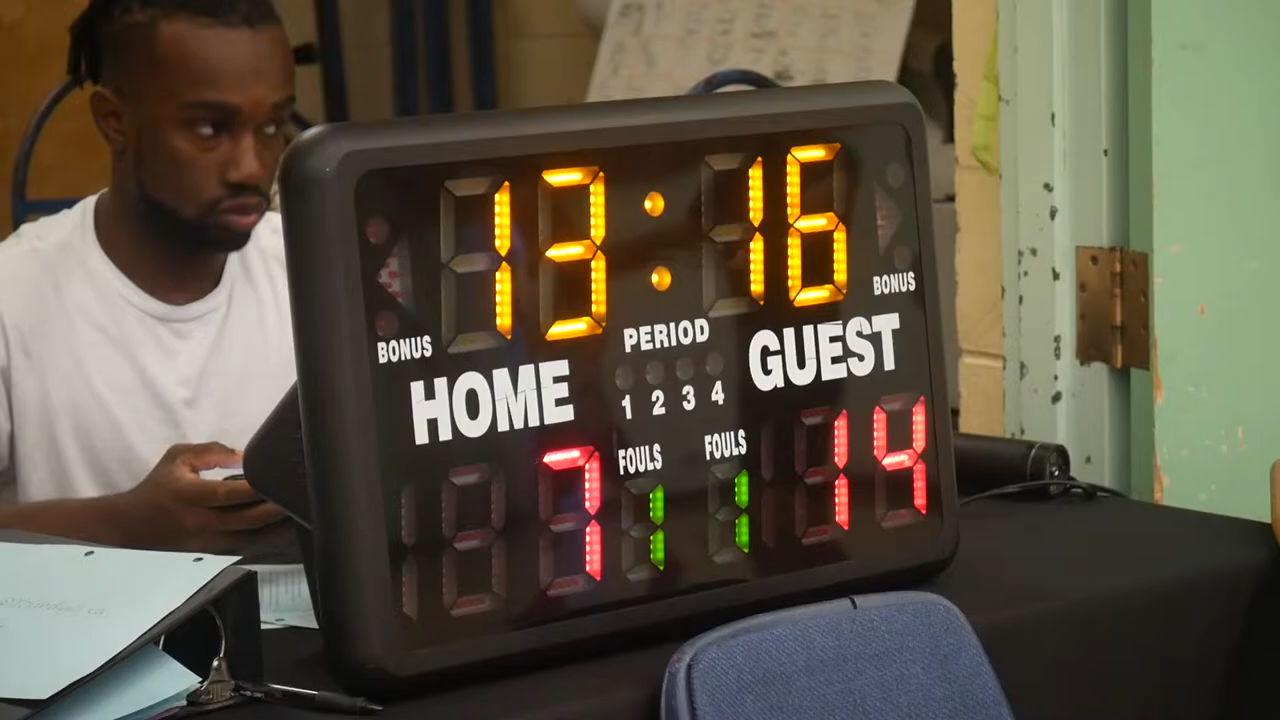 13:16
BONUS
PERIOD
BONUS
HOME
1 2 3 4
GUEST
FOULS
FOULS
7
1
1
14